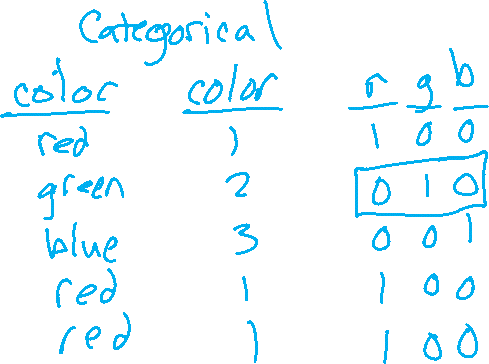 Categorical
color color r g b
red 1 1 0 0
green 2 0 1 0
blue 3 0 0 1
red 1 1 0 0
red 1 1 0 0